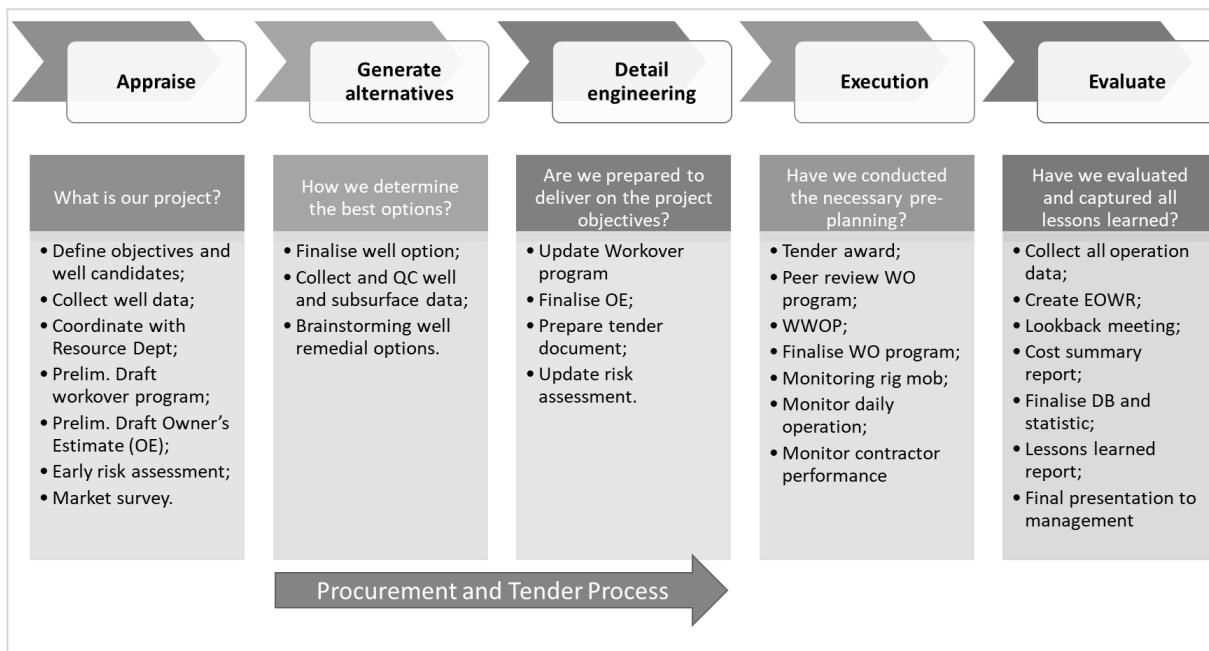 Appraise
Generate
alternatives
Detail
engineering
Execution
Evaluate
What is our project?
• Define objectives and
well candidates;
• Collect well data;
• Coordinate with
Resource Dept;
• Prelim. Draft
workover program;
• Prelim. Draft Owner's
Estimate (OE);
• Early risk assessment;
• Market survey.
How we determine
the best options?
• Finalise well option;
• Collect and QC well
and subsurface data;
• Brainstorming well
remedial options.
Are we prepared to
deliver on the project
objectives?
• Update Workover
program
• Finalise OE;
• Prepare tender
document;
• Update risk
assessment.
Have we conducted
the necessary pre-
planning?
• Tender award;
• Peer review WO
program;
• WWOP;
• Finalise WO program;
• Monitoring rig mob;
• Monitor daily
operation;
• Monitor contractor
performance
Have we evaluated
and captured all
lessons learned?
• Collect all operation
data;
• Create EOWR;
• Lookback meeting;
• Cost summary
report;
• Finalise DB and
statistic;
• Lessons learned
report;
• Final presentation to
management
Procurement and Tender Process